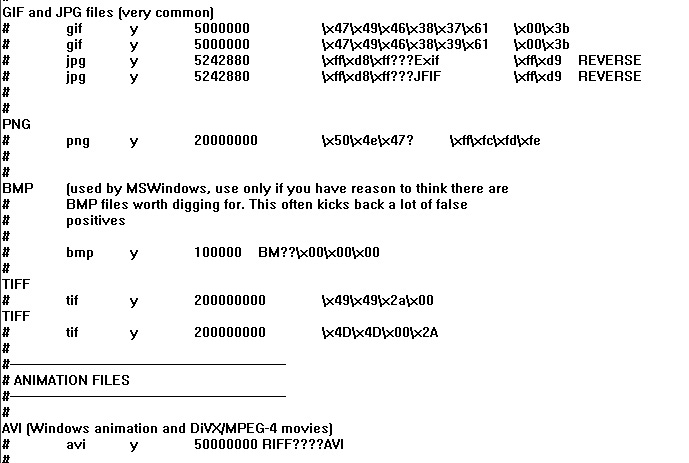 GIF and JPG files (very common)
# gif y 5000000 \x47\x49\x46\x38\x37\x61 \x00\x3b
# gif y 5000000 \x47\x49\x46\x38\x39\x61 \x00\x3b
# jpg y 5242880 \xff\xd8\xff???Exif \xff\xd9 REVERSE
# jpg y 5242880 \xff\xd8\xff???JFIF \xff\xd9 REVERSE
#
#
PNG
# png y 20000000 \x50\x4e\x47? \xff\xfc\xfd\xfe
#
#
BMP (used by MSWindows, use only if you have reason to think there are
# BMP files worth digging for. This often kicks back a lot of false
# positives
#
# bmp y 100000 BM??\x00\x00\x00
#
TIFF
# tif y 200000000 \x49\x49\x2a\x00
TIFF
# tif y 200000000 \x4D\x4D\x00\x2A
#
#
# ANIMATION FILES
#
#
AVI (Windows animation and DiVX/MPEG-4 movies)
# avi y 50000000 RIFF????AVI
#